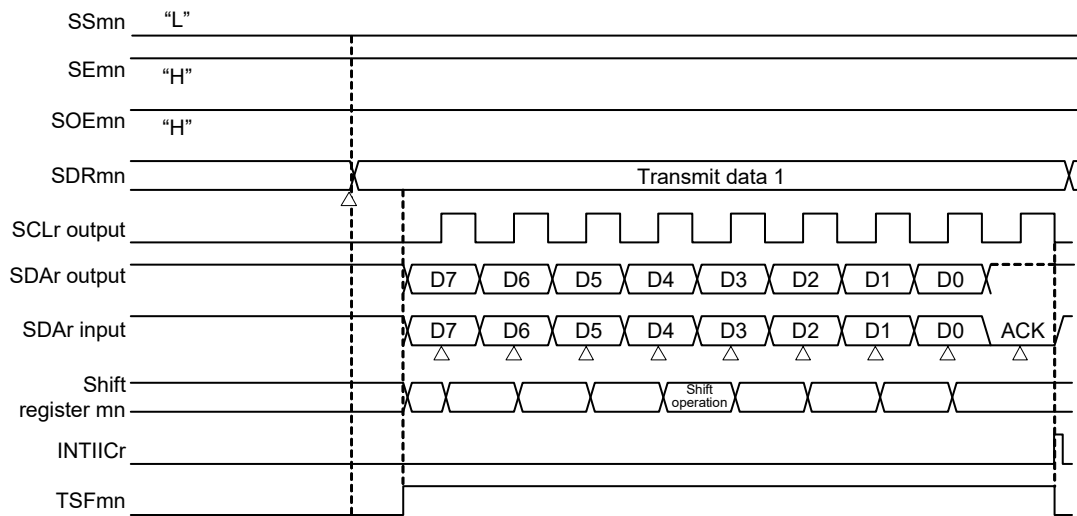 SSmn “L”
SEmn “H”
SOEmn “H”
SDRmn Transmit data 1
SCLr output
SDAr output D7 D6 D5 D4 D3 D2 D1 D0
SDAr input D7 D6 D5 D4 D3 D2 D1 D0 ACK
Shift
register mn
Shift
operation
INTIICr
TSFmn